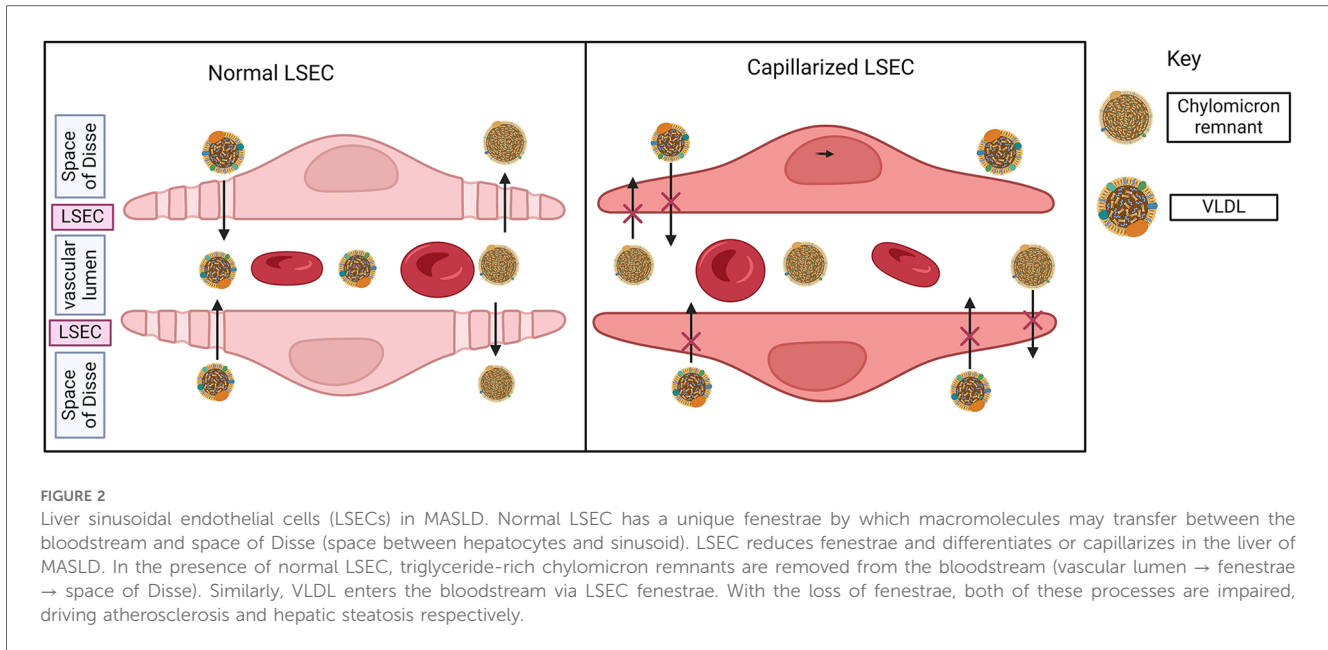 Normal LSEC
Capillarized LSEC
Key
Space
of Disse
LSEC
vascular
lumen
LSEC
Space
of Disse
Chylomicron
remnant
VLDL
FIGURE 2
Liver sinusoidal endothelial cells (LSECs) in MASLD. Normal LSEC has a unique fenestrae by which macromolecules may transfer between the
bloodstream and space of Disse (space between hepatocytes and sinusoid). LSEC reduces fenestrae and differentiates or capillarizes in the liver of
MASLD. In the presence of normal LSEC, triglyceride-rich chylomicron remnants are removed from the bloodstream (vascular lumen → fenestrae
→ space of Disse). Similarly, VLDL enters the bloodstream via LSEC fenestrae. With the loss of fenestrae, both of these processes are impaired,
driving atherosclerosis and hepatic steatosis respectively.